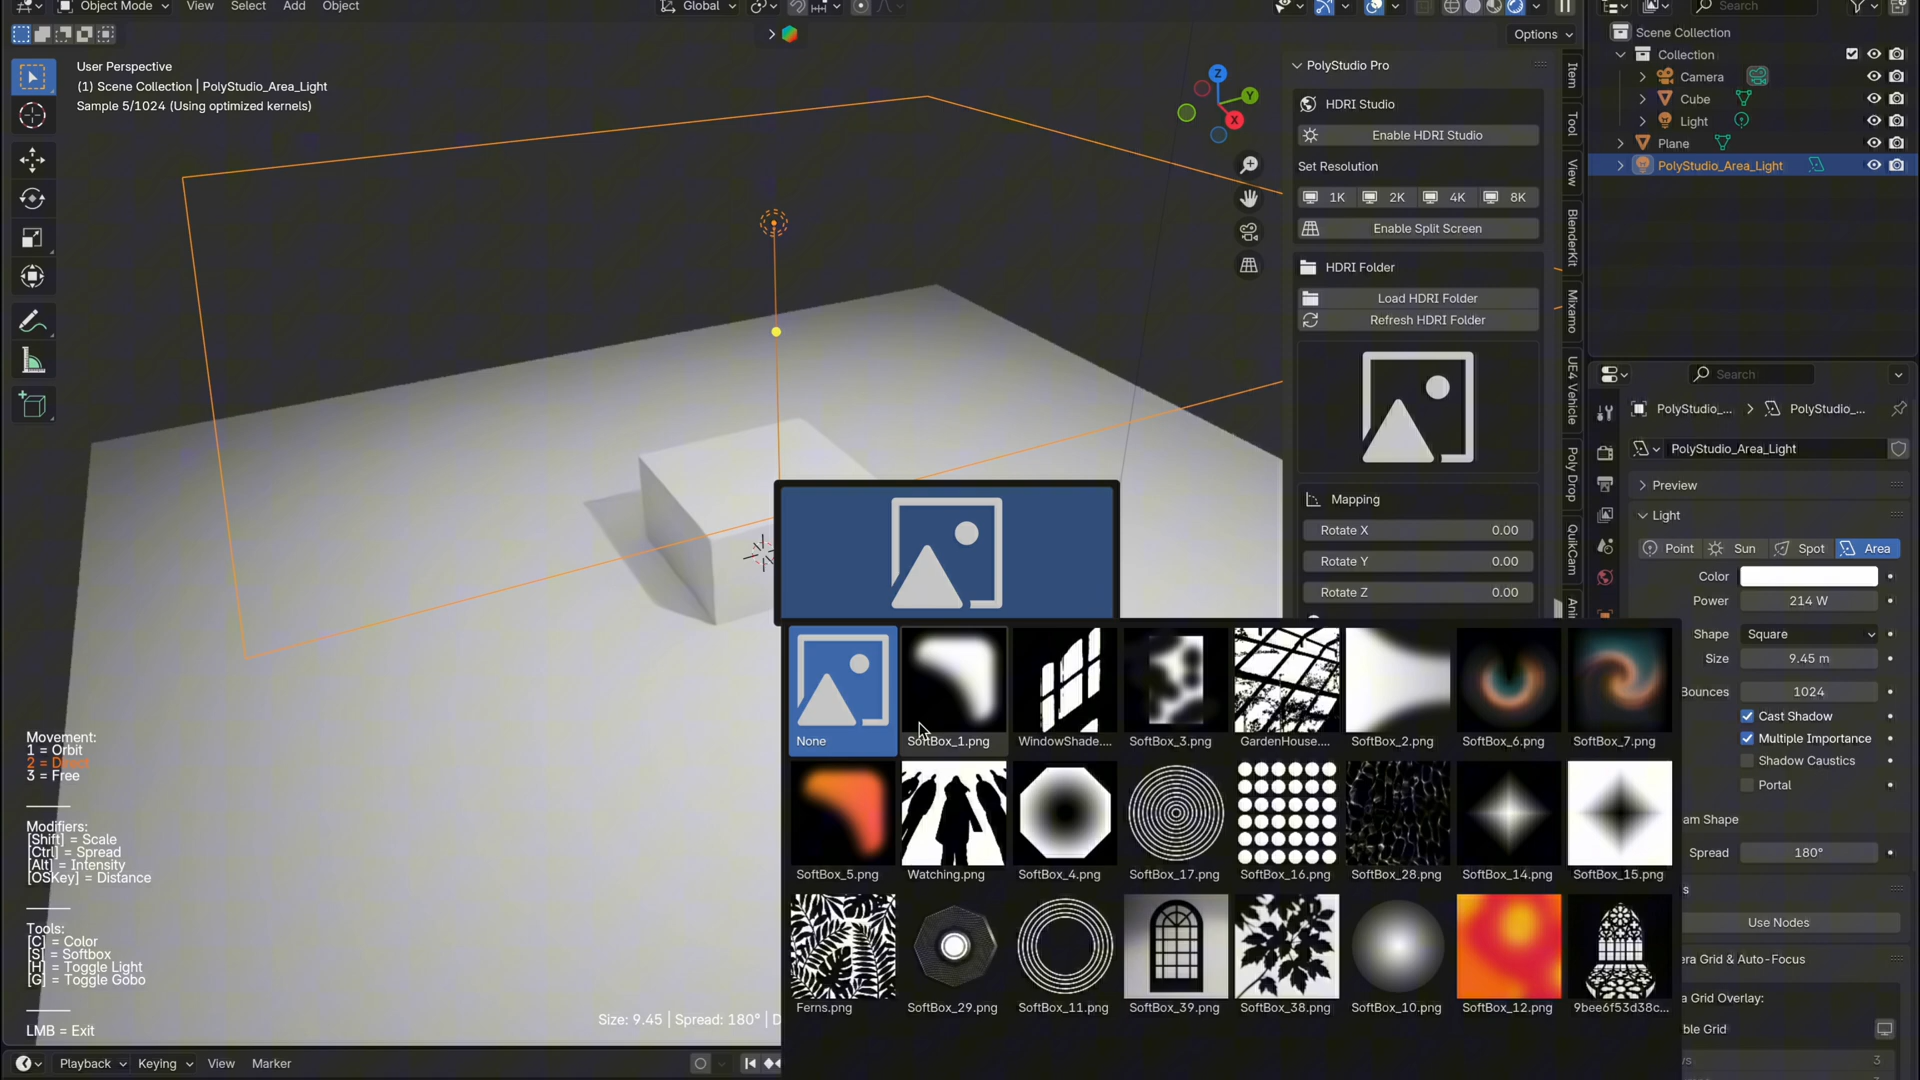 Object Mode
View
Select
Add
Object
Global
Search
Options
User Perspective
(1) Scene Collection | PolyStudio_Area_Light
Sample 5/1024 (Using optimized kernels)
Z
Y
X
PolyStudio Pro
HDRI Studio
Enable HDRI Studio
Set Resolution
1K
2K
4K
8K
Enable Split Screen
HDRI Folder
Load HDRI Folder
Refresh HDRI Folder
Mapping
Rotate X 0.00
Rotate Y 0.00
Rotate Z 0.00
Item
Tool
View
BlenderKit
Mixamo
UE4 Vehicle
Poly Drop
QuikCam
Scene Collection
Collection
Camera
Cube
Light
Plane
PolyStudio_Area_Light
Search
PolyStudio_...
PolyStudio_...
PolyStudio_Area_Light
Preview
Light
Point
Sun
Spot
Area
Color
Power 214 W
Shape Square
Size 9.45 m
Bounces 1024
Cast Shadow
Multiple Importance
Shadow Caustics
Portal
am Shape
Spread 180°
s
Use Nodes
era Grid & Auto-Focus
a Grid Overlay:
ble Grid
3
None
SoftBox_1.png
WindowShade....
SoftBox_3.png
GardenHouse....
SoftBox_2.png
SoftBox_6.png
SoftBox_7.png
SoftBox_5.png
Watching.png
SoftBox_4.png
SoftBox_17.png
SoftBox_16.png
SoftBox_28.png
SoftBox_14.png
SoftBox_15.png
Ferns.png
SoftBox_29.png
SoftBox_11.png
SoftBox_39.png
SoftBox_38.png
SoftBox_10.png
SoftBox_12.png
9bee6f53d38c...
Movement:
1 = Orbit
2 = Direct
3 = Free
Modifiers:
[Shift] = Scale
[Ctrl] = Spread
[Alt] = Intensity
[OSKey] = Distance
Tools:
[C] = Color
[S] = Softbox
[H] = Toggle Light
[G] = Toggle Gobo
LMB = Exit
Size: 9.45 | Spread: 180° | D
Playback
Keying
View
Marker